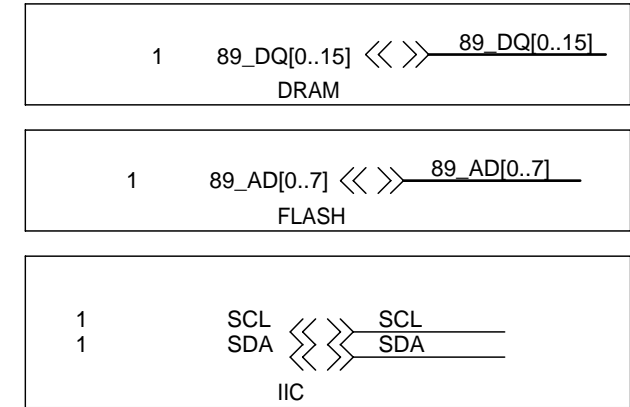 1 89_DQ[0..15] 89_DQ[0..15]
DRAM
1 89_AD[0..7] 89_AD[0..7]
FLASH
1 SCL SCL
1 SDA SDA
IIC